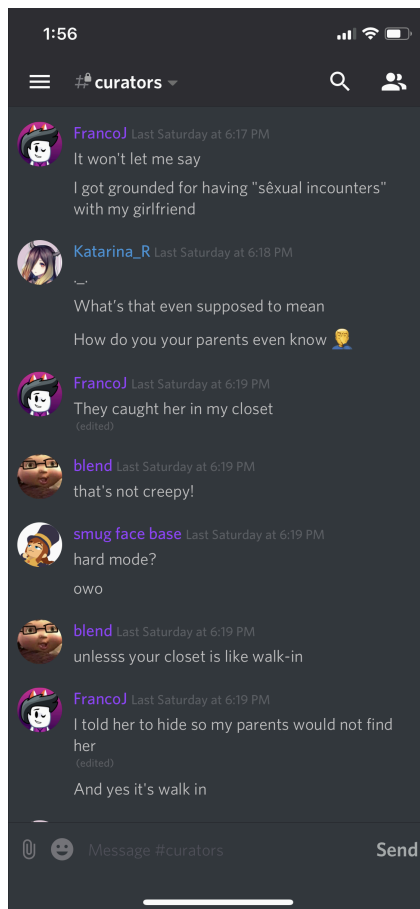 1:56
# curators
FrancoJ Last Saturday at 6:17 PM
It won't let me say
I got grounded for having "sêxual incounters"
with my girlfriend
Katarina_R Last Saturday at 6:18 PM
._.
What's that even supposed to mean
How do you your parents even know 🤦
FrancoJ Last Saturday at 6:19 PM
They caught her in my closet
(edited)
blend Last Saturday at 6:19 PM
that's not creepy!
smug face base Last Saturday at 6:19 PM
hard mode?
owo
blend Last Saturday at 6:19 PM
unlesss your closet is like walk-in
FrancoJ Last Saturday at 6:19 PM
I told her to hide so my parents would not find
her
(edited)
And yes it's walk in
Message #curators
Send